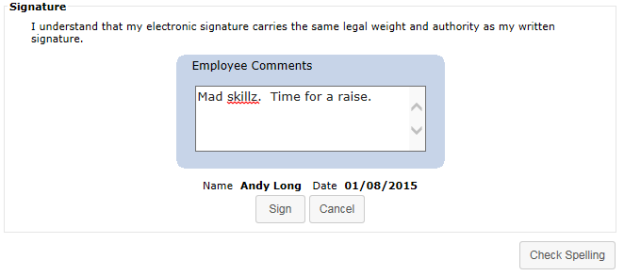 Signature
I understand that my electronic signature carries the same legal weight and authority as my written
signature.
Employee Comments
Mad skillz.  Time for a raise.
Name Andy Long Date 01/08/2015
Sign Cancel
Check Spelling